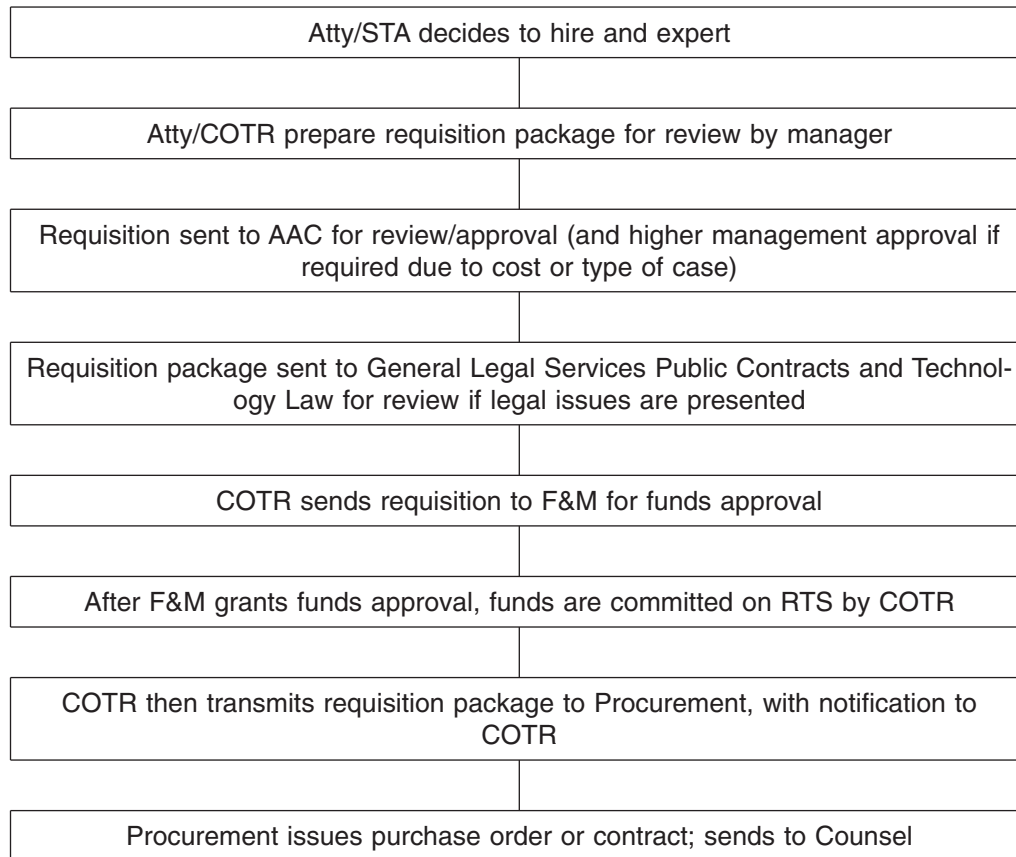 Atty/STA decides to hire and expert
Atty/COTR prepare requisition package for review by manager
Requisition sent to AAC for review/approval (and higher management approval if
required due to cost or type of case)
Requisition package sent to General Legal Services Public Contracts and Technol-
ogy Law for review if legal issues are presented
COTR sends requisition to F&M for funds approval
After F&M grants funds approval, funds are committed on RTS by COTR
COTR then transmits requisition package to Procurement, with notification to
COTR
Procurement issues purchase order or contract; sends to Counsel